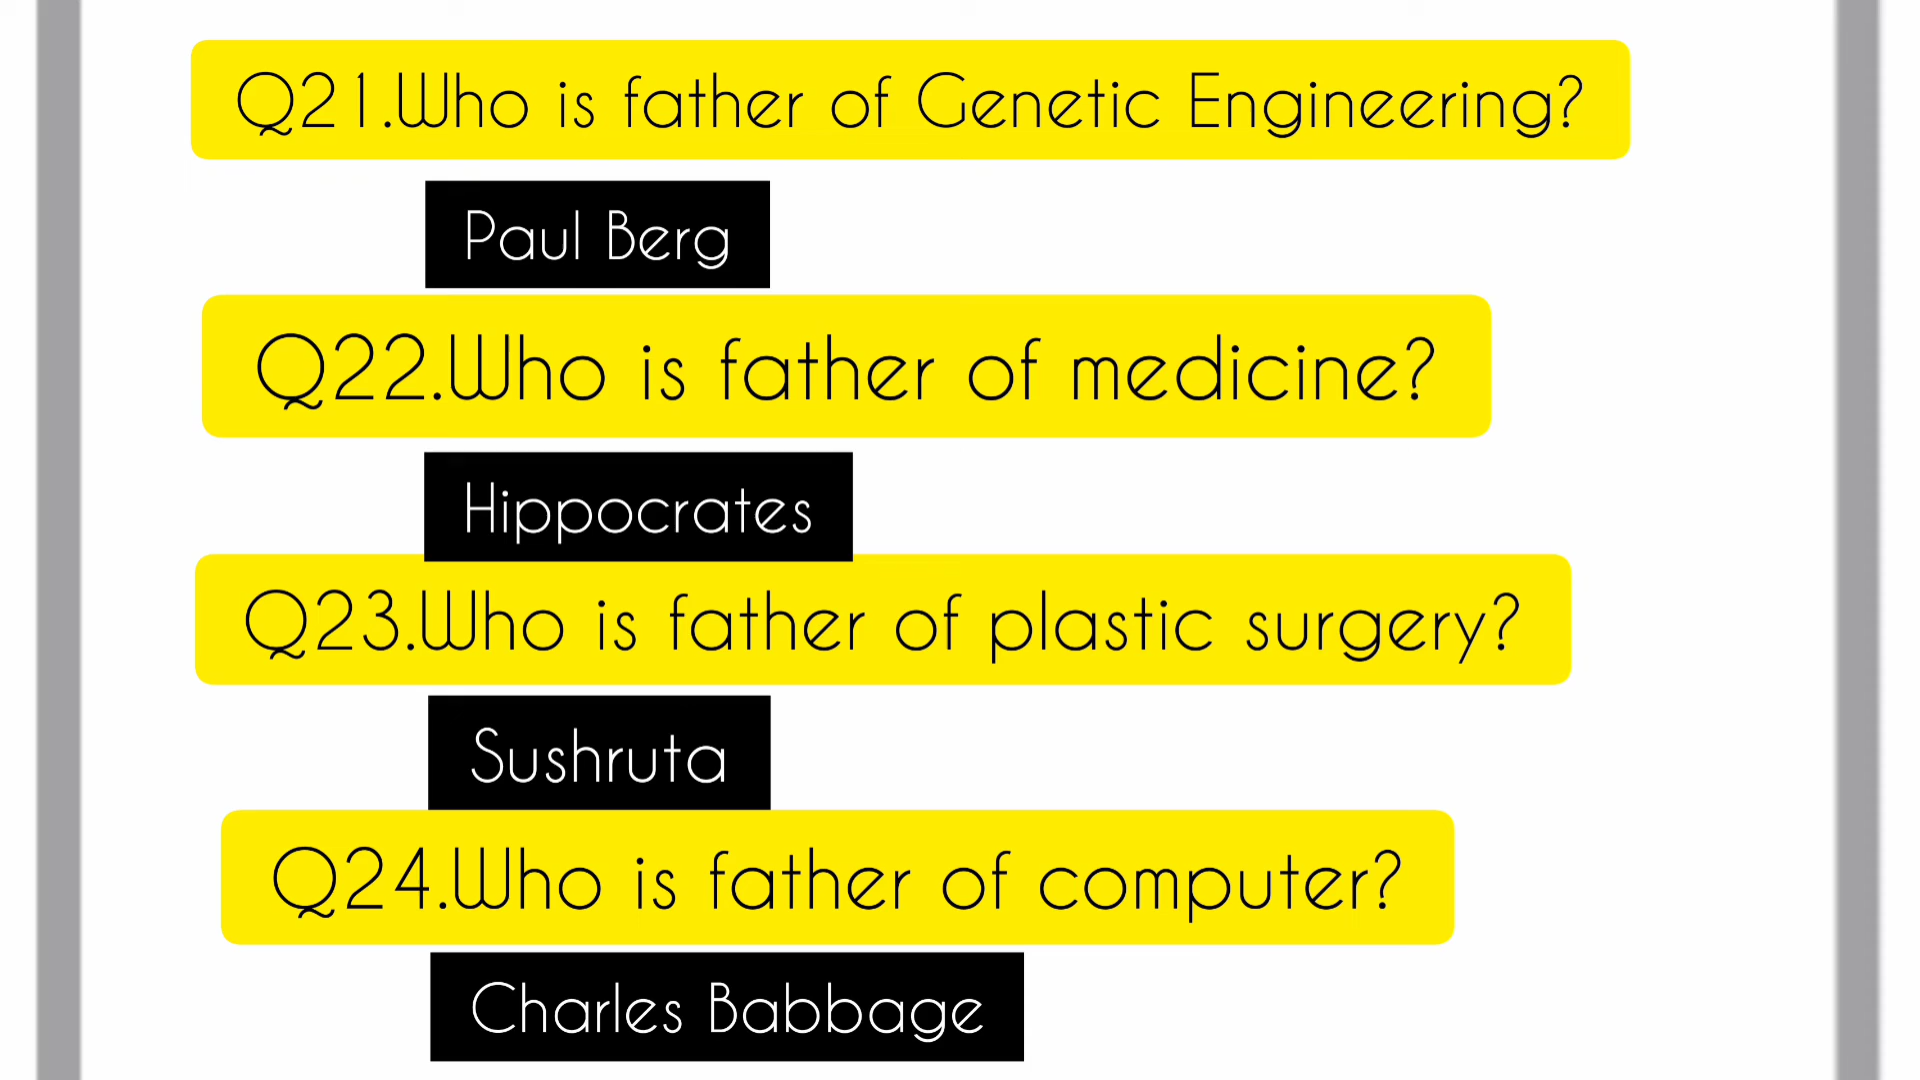 Q21.Who is father of Genetic Engineering?
Paul Berg
Q22.Who is father of medicine?
Hippocrates
Q23.Who is father of plastic surgery?
Sushruta
Q24.Who is father of computer?
Charles Babbage